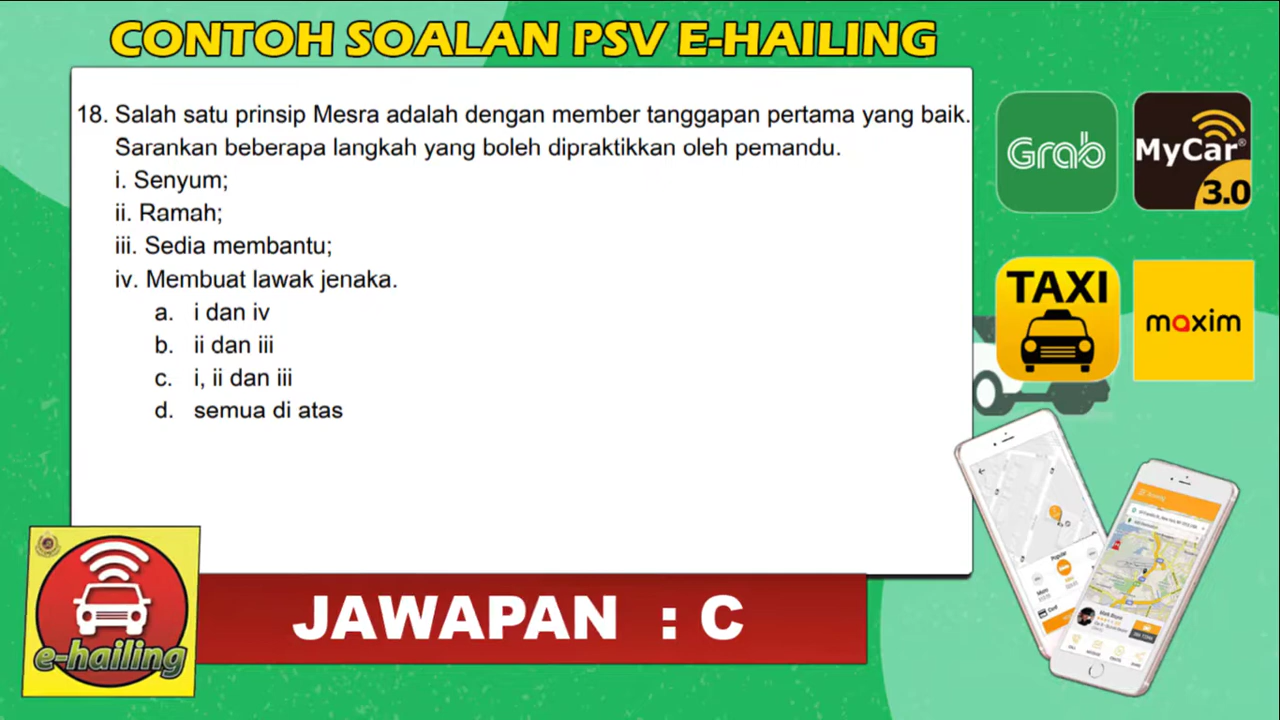 CONTOH SOALAN PSV E-HAILING
18. Salah satu prinsip Mesra adalah dengan member tanggapan pertama yang baik.
Sarankan beberapa langkah yang boleh dipraktikkan oleh pemandu.
i. Senyum;
ii. Ramah;
iii. Sedia membantu;
iv. Membuat lawak jenaka.
a. i dan iv
b. ii dan iii
c. i, ii dan iii
d. semua di atas
Grab
MyCar®
3.0
TAXI
maxim
Popular
e-hailing
JAWAPAN : C